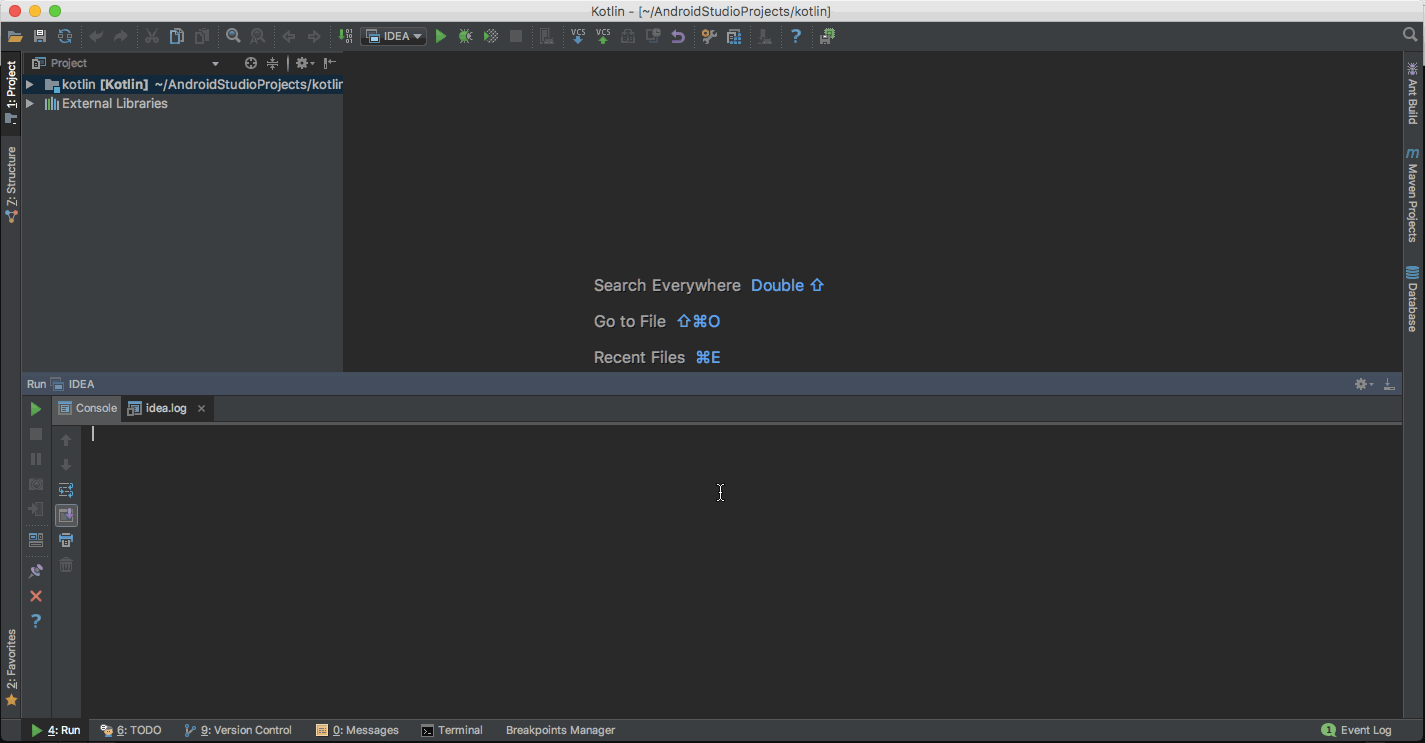 Kotlin - [~/AndroidStudioProjects/kotlin]
VCS VCS
IDEA
Project
kotlin [Kotlin] ~/AndroidStudioProjects/kotlin
External Libraries
1: Project
Z: Structure
2: Favorites
Ant Build
m Maven Projects
Database
Search Everywhere Double ⇧
Go to File ⇧⌘O
Recent Files ⌘E
Run IDEA
Console idea.log
4: Run 6: TODO 9: Version Control 0: Messages Terminal Breakpoints Manager 1 Event Log